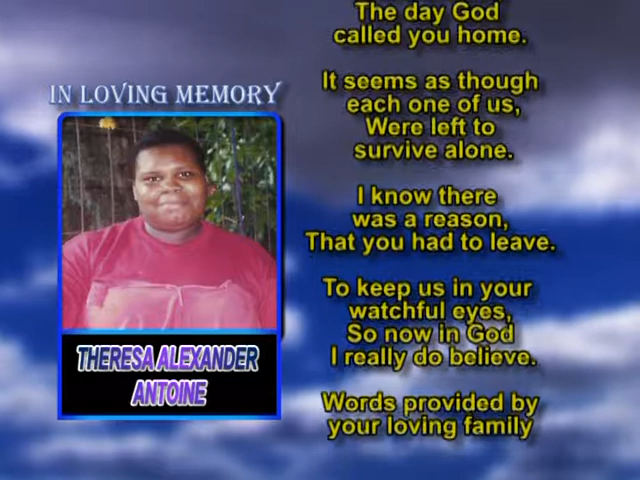 IN LOVING MEMORY
THERESA ALEXANDER
ANTOINE
The day God
called you home.
It seems as though
each one of us,
Were left to
survive alone.
I know there
was a reason,
That you had to leave.
To keep us in your
watchful eyes,
So now in God
I really do believe.
Words provided by
your loving family